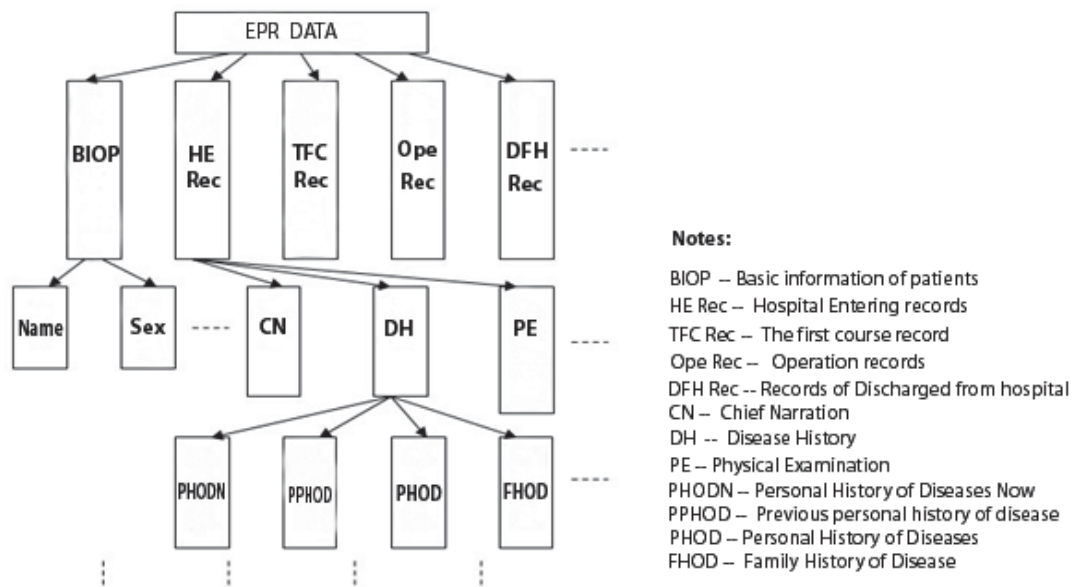 EPR DATA
BIOP
HE
Rec
TFC
Rec
Ope
Rec
DFH
Rec
Name
Sex
CN
DH
PE
PHODN
PPHOD
PHOD
FHOD
Notes:
BIOP -- Basic information of patients
HE Rec -- Hospital Entering records
TFC Rec -- The first course record
Ope Rec -- Operation records
DFH Rec -- Records of Discharged from hospital
CN -- Chief Narration
DH -- Disease History
PE -- Physical Examination
PHODN -- Personal History of Diseases Now
PPHOD -- Previous personal history of disease
PHOD -- Personal History of Diseases
FHOD -- Family History of Disease